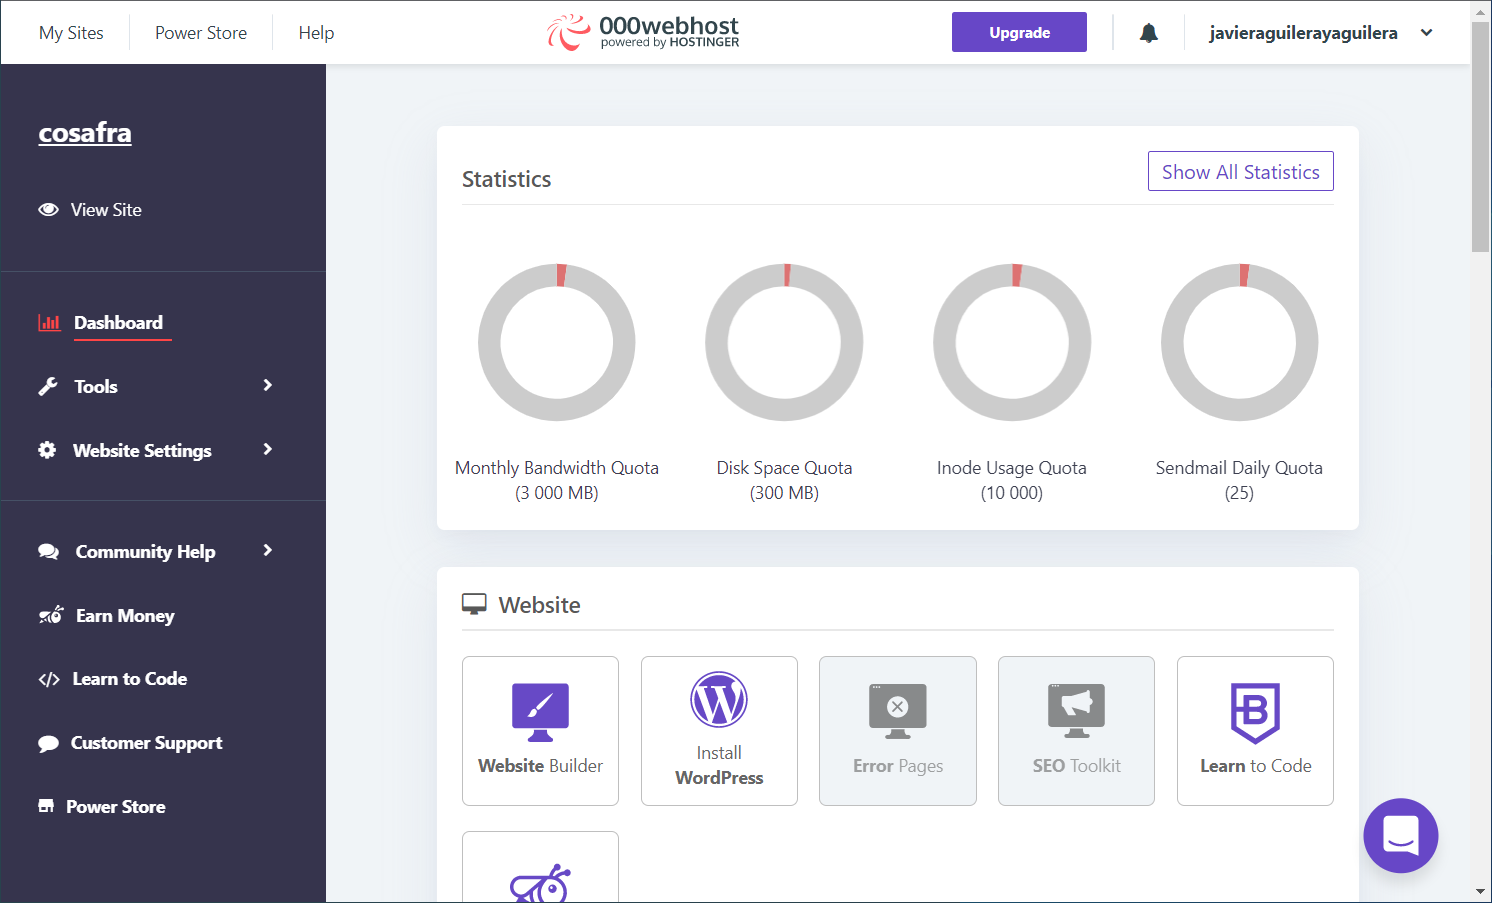 My Sites
Power Store
Help
000webhost
powered by HOSTINGER
Upgrade
javieraguilerayaguilera
cosafra
View Site
Dashboard
Tools
Website Settings
Community Help
Earn Money
Learn to Code
Customer Support
Power Store
Statistics
Show All Statistics
Monthly Bandwidth Quota
(3 000 MB)
Disk Space Quota
(300 MB)
Inode Usage Quota
(10 000)
Sendmail Daily Quota
(25)
Website
Website Builder
Install
WordPress
Error Pages
SEO Toolkit
Learn to Code